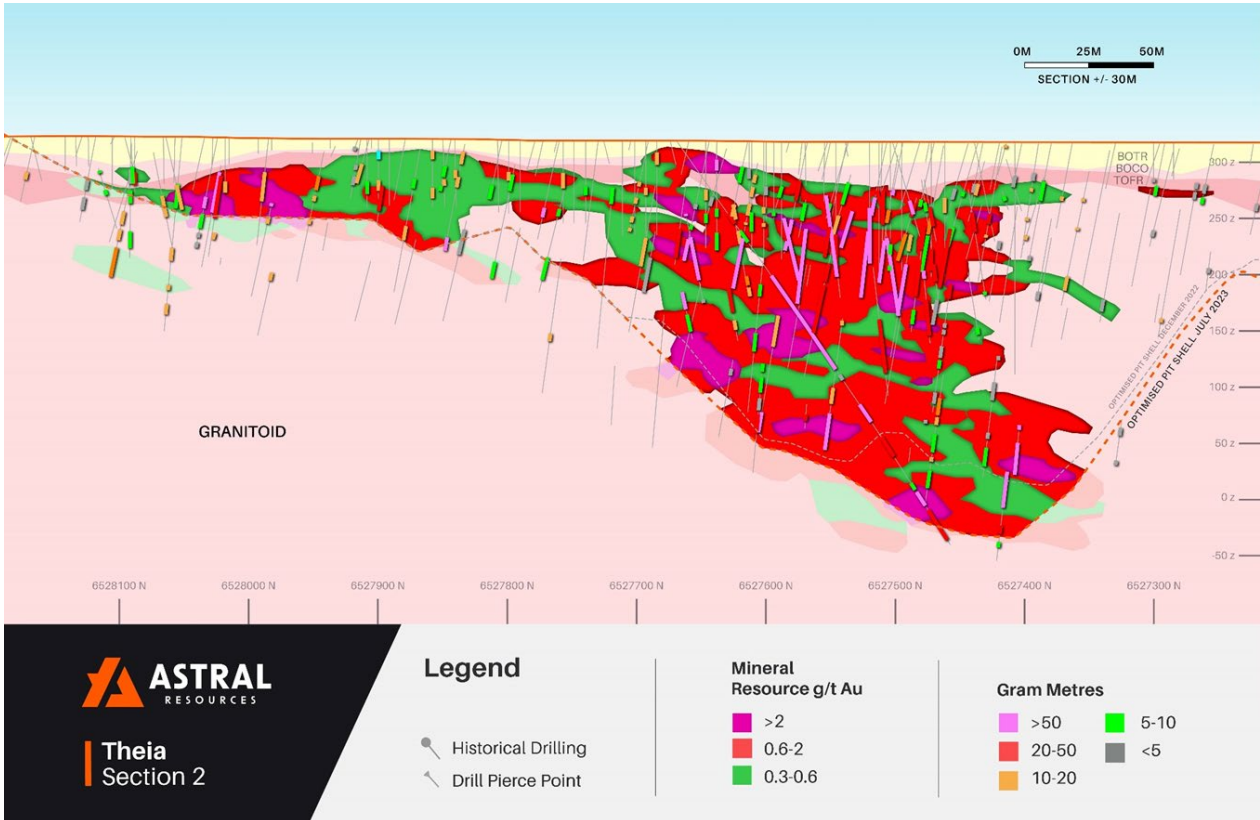 0M 25M 50M
SECTION +/- 30M
BOTR
BOCO
TOFR
300 z
250 z
200 z
150 z
100 z
50 z
0 z
-50 z
OPTIMISED PIT SHELL DECEMBER 2022
OPTIMISED PIT SHELL JULY 2023
GRANITOID
6528100 N 6528000 N 6527900 N 6527800 N 6527700 N 6527600 N 6527500 N 6527400 N 6527300 N
ASTRAL
RESOURCES
Theia
Section 2
Legend
Historical Drilling
Drill Pierce Point
Mineral
Resource g/t Au
>2
0.6-2
0.3-0.6
Gram Metres
>50 5-10
20-50 <5
10-20